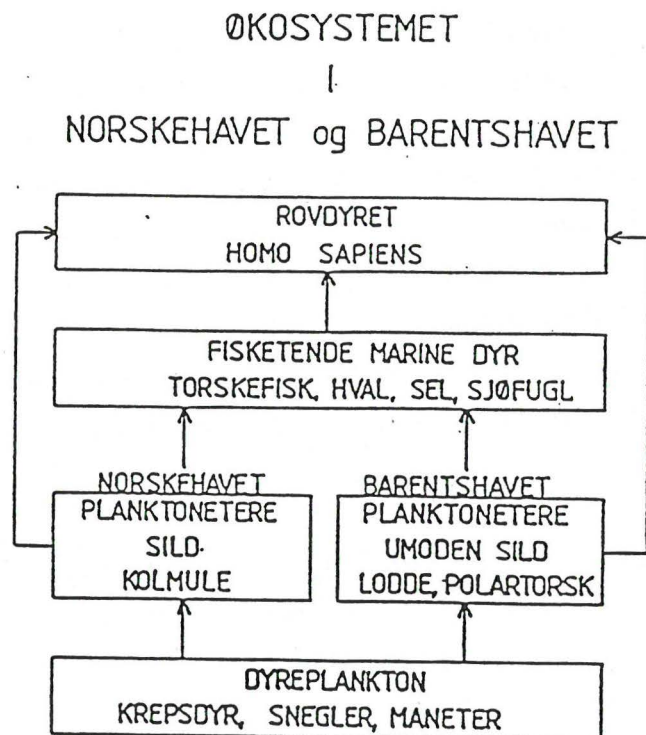 ØKOSYSTEMET
I
NORSKEHAVET og BARENTSHAVET
ROVDYRET
HOMO SAPIENS
FISKETENDE MARINE DYR
TORSKEFISK, HVAL, SEL, SJØFUGL
NORSKEHAVET
PLANKTONETERE
SILD.
KOLMULE
BARENTSHAVET
PLANKTONETERE
UMODEN SILD
LODDE, POLARTORSK
DYREPLANKTON
KREPSDYR, SNEGLER, MANETER